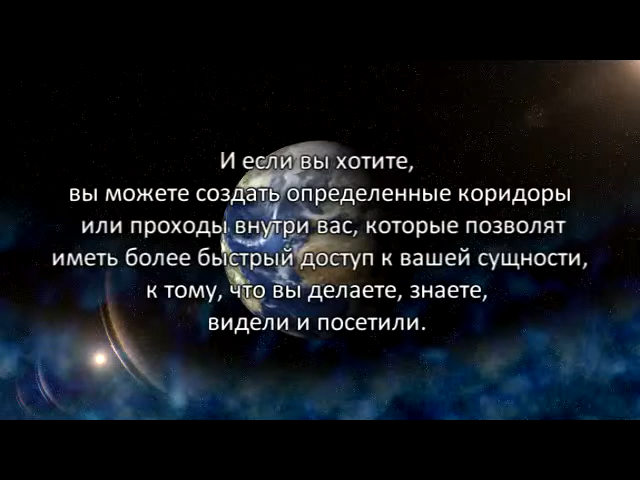 И если вы хотите,
вы можете создать определенные коридоры
или проходы внутри вас, которые позволят
иметь более быстрый доступ к вашей сущности,
к тому, что вы делаете, знаете,
видели и посетили.